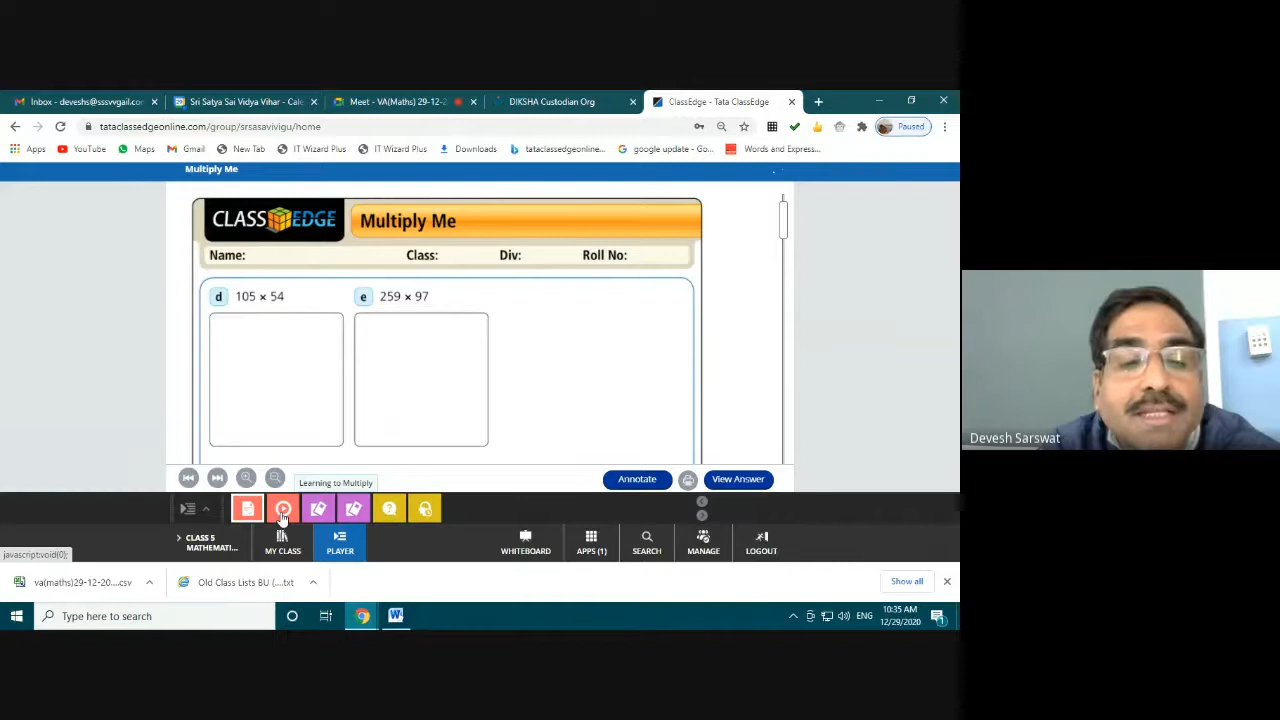 Inbox - deveshs@sssvvgail.con
Sri Satya Sai Vidya Vihar - Cale
Meet - VA(Maths) 29-12-2
DIKSHA Custodian Org
ClassEdge - Tata ClassEdge
tataclassedgeonline.com/group/srsasavivigu/home
Paused
Apps
YouTube
Maps
Gmail
New Tab
IT Wizard Plus
IT Wizard Plus
Downloads
tataclassedgeonline...
google update - Go...
Words and Express...
Multiply Me
CLASS EDGE
Multiply Me
Name: Class: Div: Roll No:
d 105 × 54
e 259 × 97
Devesh Sarswat
Learning to Multiply
Annotate
View Answer
CLASS 5
MATHEMATI...
MY CLASS
PLAYER
WHITEBOARD
APPS (1)
SEARCH
MANAGE
LOGOUT
javascript:void(0);
va(maths)29-12-20....csv
Old Class Lists BU (....txt
Show all
Type here to search
ENG
10:35 AM
12/29/2020
1